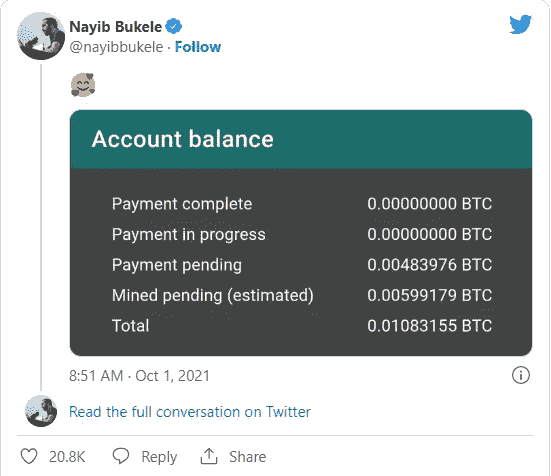 Nayib Bukele
@nayibbukele · Follow
🥰
Account balance
Payment complete 0.00000000 BTC
Payment in progress 0.00000000 BTC
Payment pending 0.00483976 BTC
Mined pending (estimated) 0.00599179 BTC
Total 0.01083155 BTC
8:51 AM · Oct 1, 2021
Read the full conversation on Twitter
20.8K Reply Share